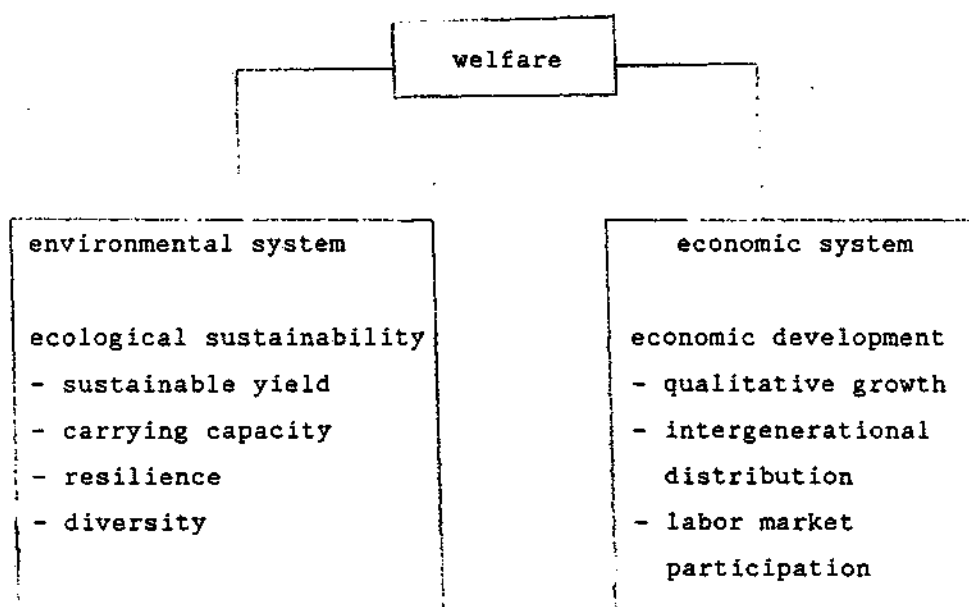 welfare
environmental system
ecological sustainability
- sustainable yield
- carrying capacity
- resilience
- diversity
economic system
economic development
- qualitative growth
- intergenerational
distribution
- labor market
participation